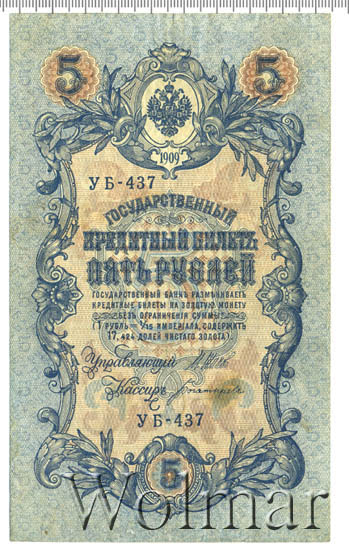 5 5
1909
УБ-437
ГОСУДАРСТВЕННЫЙ
КРЕДИТНЫЙ БИЛЕТЪ
ПЯТЬ РУБЛЕЙ
ГОСУДАРСТВЕННЫЙ БАНКЪ РАЗМѢНИВАЕТЪ
КРЕДИТНЫЕ БИЛЕТЫ НА ЗОЛОТУЮ МОНЕТУ
БЕЗЪ ОГРАНИЧЕНІЯ СУММЫ
(1 РУБЛЬ = 1/15 ИМПЕРІАЛА, СОДЕРЖИТЪ
17,424 ДОЛЕЙ ЧИСТАГО ЗОЛОТА).
Управляющій
Кассиръ
УБ-437
5
Wolmar